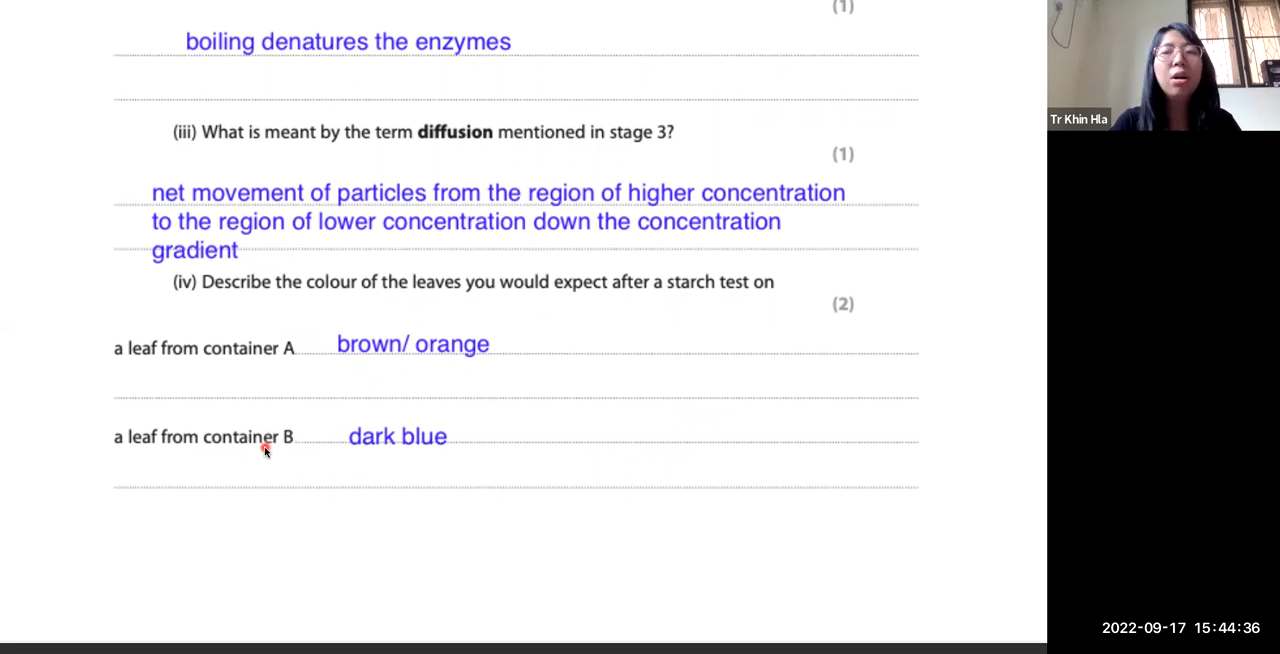 (1)
boiling denatures the enzymes
(iii) What is meant by the term diffusion mentioned in stage 3?
(1)
net movement of particles from the region of higher concentration
to the region of lower concentration down the concentration
gradient
(iv) Describe the colour of the leaves you would expect after a starch test on
(2)
a leaf from container A brown/ orange
a leaf from container B dark blue
Tr Khin Hla
2022-09-17 15:44:36